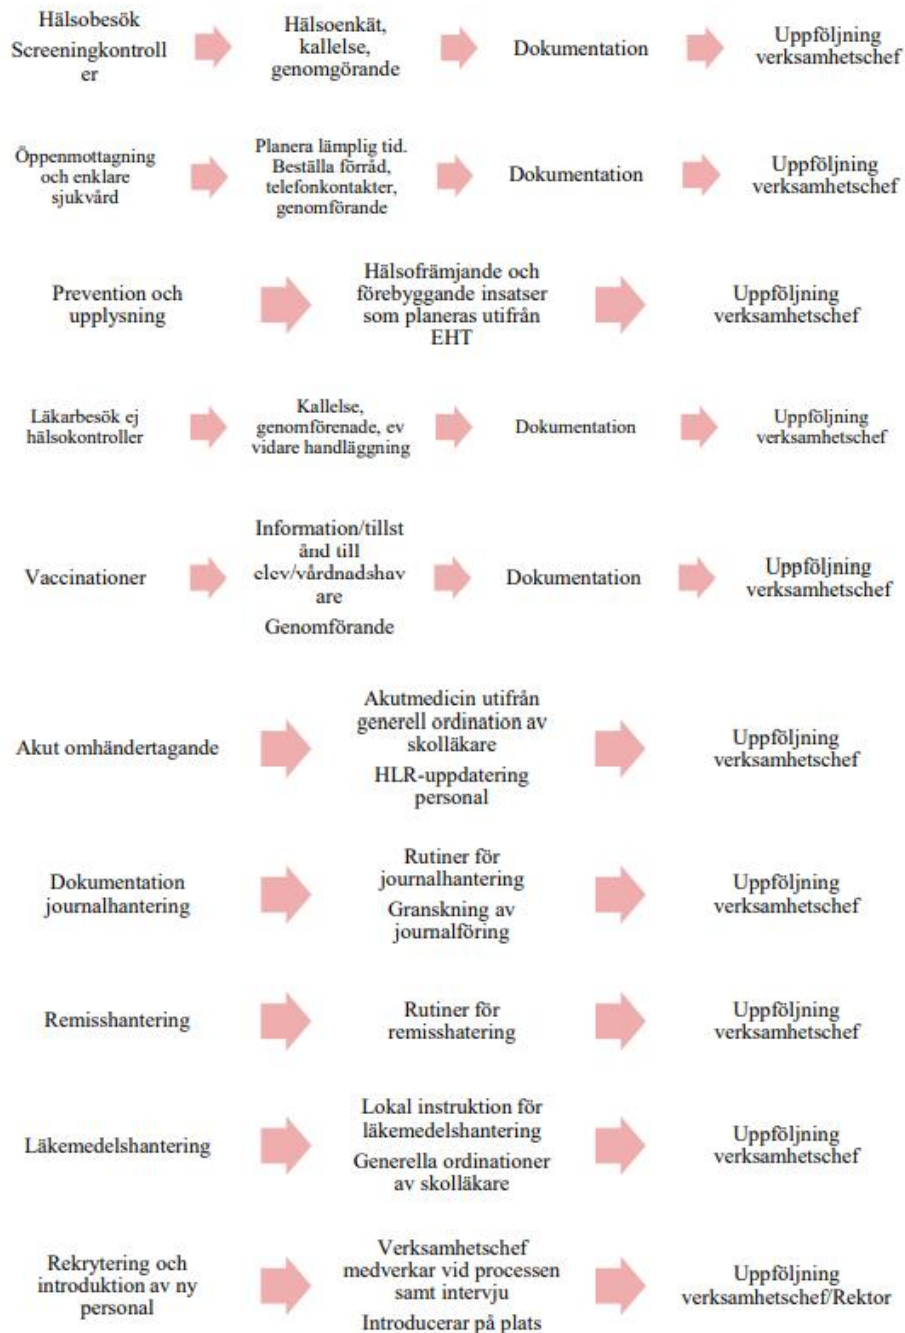 Hälsobesök
Screeningkontroll
er
Hälsoenkät,
kallelse,
genomgörande
Dokumentation
Uppföljning
verksamhetschef
Öppenmottagning
och enklare
sjukvård
Planera lämplig tid.
Beställa förråd,
telefonkontakter,
genomförande
Dokumentation
Uppföljning
verksamhetschef
Prevention och
upplysning
Hälsofrämjande och
förebyggande insatser
som planeras utifrån
EHT
Uppföljning
verksamhetschef
Läkarbesök ej
hälsokontroller
Kallelse,
genomförenade, ev
vidare handläggning
Dokumentation
Uppföljning
verksamhetschef
Vaccinationer
Information/tillst
ånd till
elev/vårdnadshav
are
Genomförande
Dokumentation
Uppföljning
verksamhetschef
Akut omhändertagande
Akutmedicin utifrån
generell ordination av
skolläkare
HLR-uppdatering
personal
Uppföljning
verksamhetschef
Dokumentation
journalhantering
Rutiner för
journalhantering
Granskning av
journalföring
Uppföljning
verksamhetschef
Remisshantering
Rutiner för
remisshatering
Uppföljning
verksamhetschef
Läkemedelshantering
Lokal instruktion för
läkemedelshantering
Generella ordinationer
av skolläkare
Uppföljning
verksamhetschef
Rekrytering och
introduktion av ny
personal
Verksamhetschef
medverkar vid processen
samt intervju
Introducerar på plats
Uppföljning
verksamhetschef/Rektor